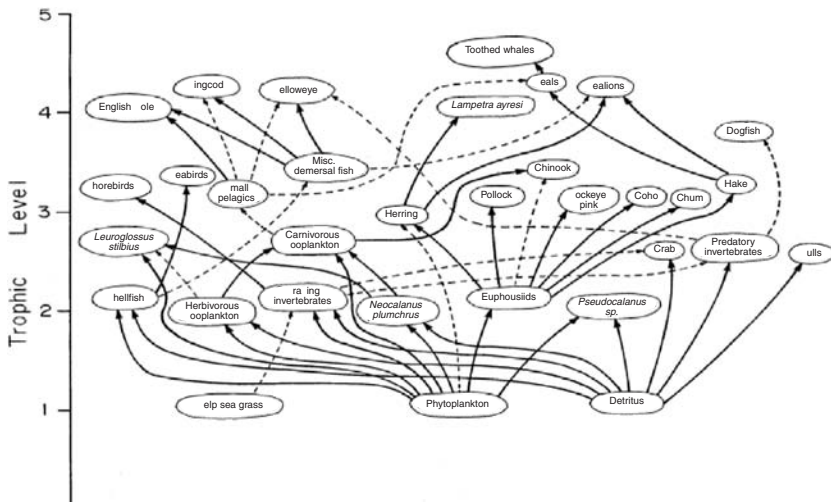 5
Toothed whales
ingcod
elloweye
eals
ealions
4
English ole
Lampetra ayresi
Dogfish
Misc.
demersal fish
eabirds
horebirds
mall
pelagics
Chinook
Pollock
ockeye
pink
Coho
Chum
Hake
3
Herring
Leuroglossus
stilbius
Carnivorous
ooplankton
Crab
Predatory
invertebrates
ulls
Trophic Level
hellfish
Herbivorous
ooplankton
ra ing
invertebrates
Neocalanus
plumchrus
Euphousiids
Pseudocalanus
sp.
2
1
elp sea grass
Phytoplankton
Detritus